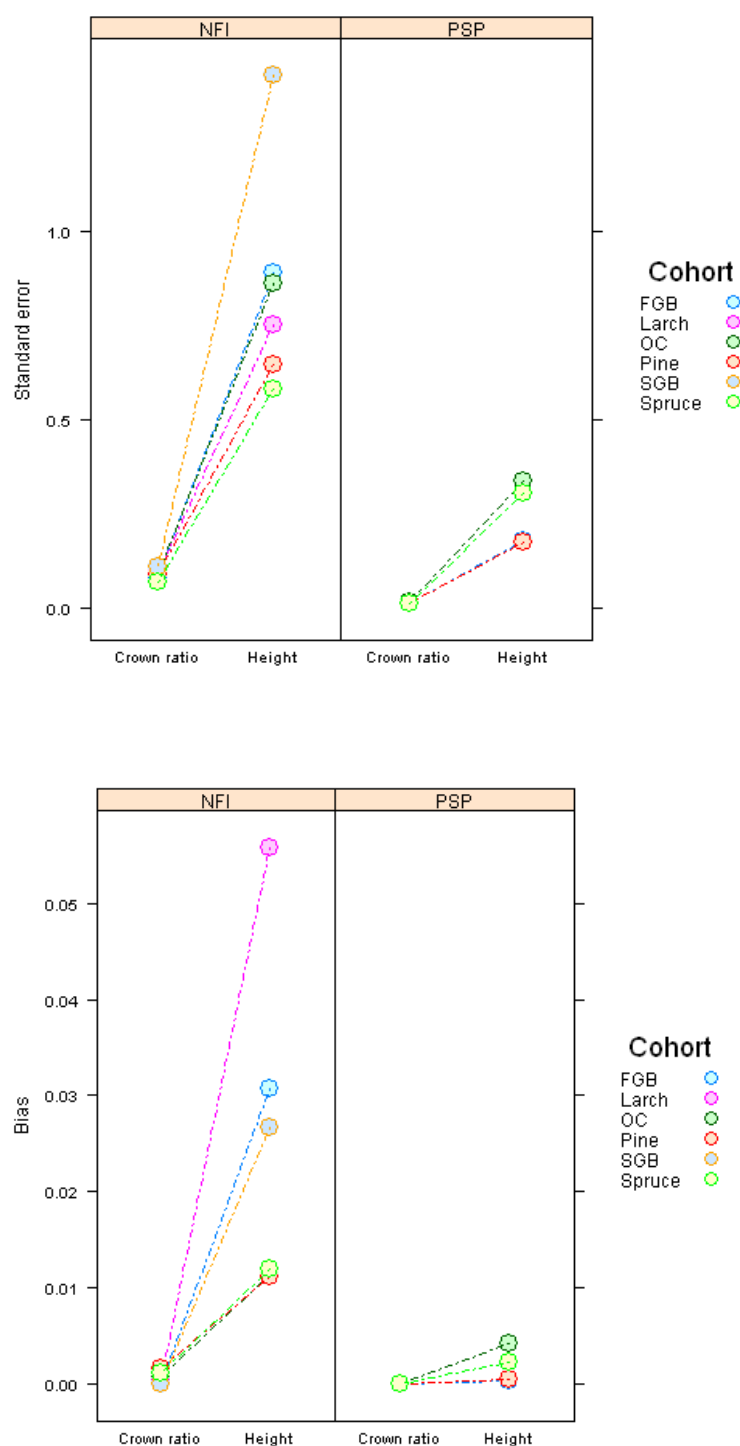 NFI PSP
1.0
0.5
0.0
Standard error
Crown ratio Height Crown ratio Height
Cohort
FGB
Larch
OC
Pine
SGB
Spruce
NFI PSP
0.05
0.04
0.03
0.02
0.01
0.00
Bias
Crown ratio Height Crown ratio Height
Cohort
FGB
Larch
OC
Pine
SGB
Spruce